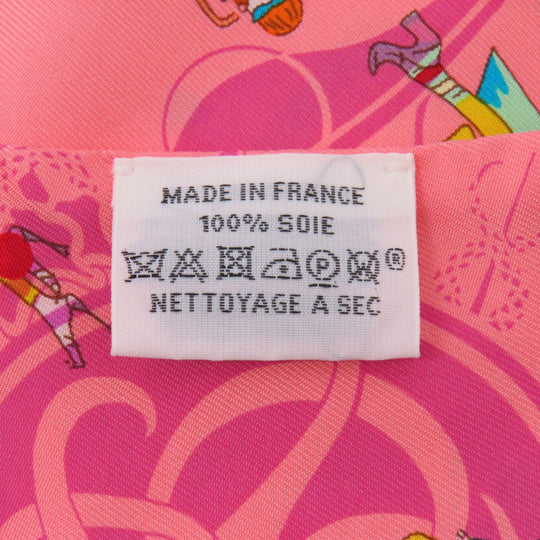 MADE IN FRANCE
100% SOIE
P ®
NETTOYAGE A SEC